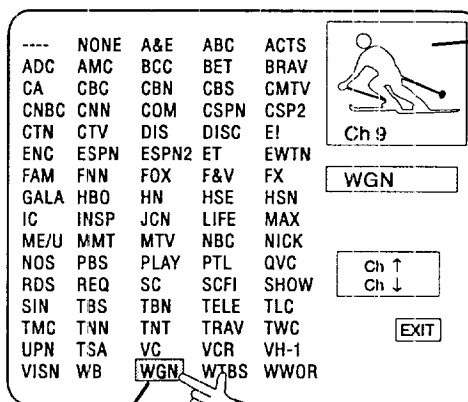 ---- NONE A&E ABC ACTS
ADC AMC BCC BET BRAV
CA CBC CBN CBS CMTV
CNBC CNN COM CSPN CSP2
CTN CTV DIS DISC E!
ENC ESPN ESPN2 ET EWTN
FAM FNN FOX F&V FX
GALA HBO HN HSE HSN
IC INSP JCN LIFE MAX
ME/U MMT MTV NBC NICK
NOS PBS PLAY PTL QVC
RDS REQ SC SCFI SHOW
SIN TBS TBN TELE TLC
TMC TNN TNT TRAV TWC
UPN TSA VC VCR VH-1
VISN WB WGN WTBS WWOR
Ch 9
WGN
Ch ↑
Ch ↓
EXIT